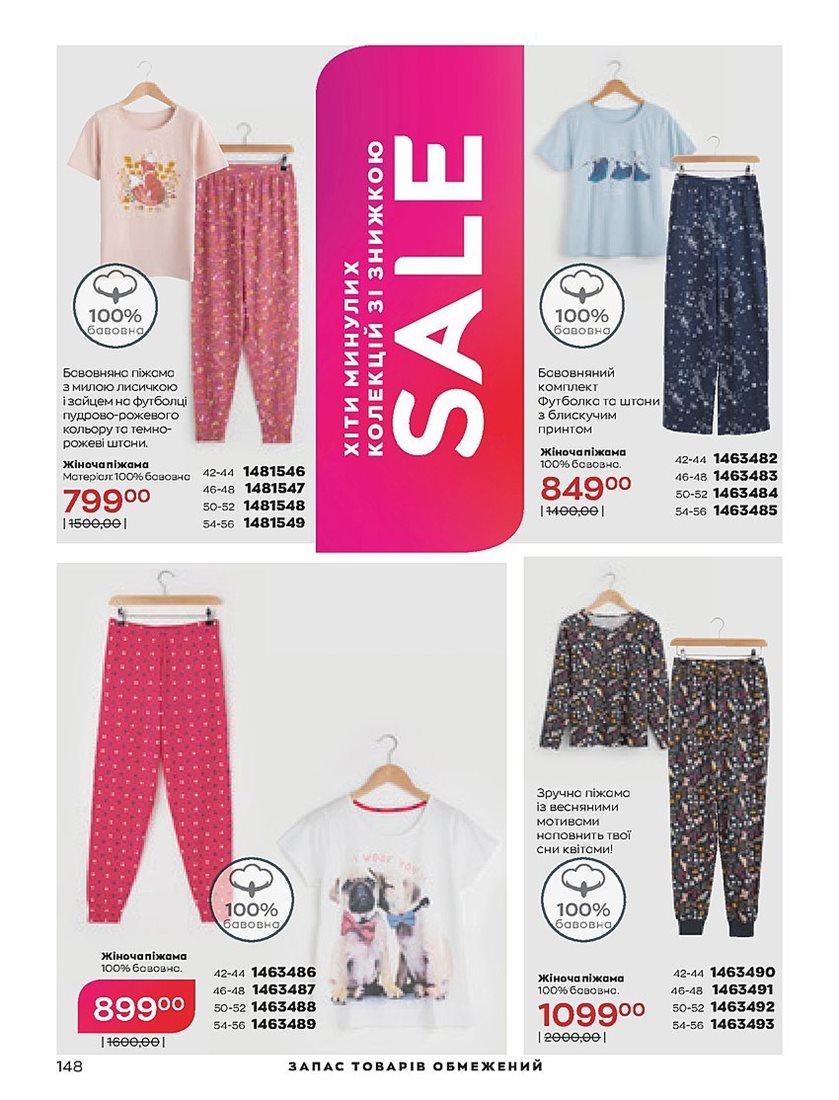 ХІТИ МИНУЛИХ
КОЛЕКЦІЙ ЗІ ЗНИЖКОЮ
SALE
100%
бавовна
Бавовняна піжама
з милою лисичкою
і зайцем на футболці
пудрово-рожевого
кольору та темно-
рожеві штани.
Жіноча піжама
Матеріал: 100% бавовна
79900
| 1500,00 |
42-44 1481546
46-48 1481547
50-52 1481548
54-56 1481549
100%
бавовна
Бавовняний
комплект
Футболка та штани
з блискучим
принтом
Жіноча піжама
100% бавовна.
84900
| 1400,00 |
42-44 1463482
46-48 1463483
50-52 1463484
54-56 1463485
I WOOF YOU
100%
бавовна
Жіноча піжама
100% бавовна.
89900
| 1600,00 |
42-44 1463486
46-48 1463487
50-52 1463488
54-56 1463489
Зручна піжама
із весняними
мотивами
наповнить твої
сни квітами!
100%
бавовна
Жіноча піжама
100% бавовна.
109900
| 2000,00 |
42-44 1463490
46-48 1463491
50-52 1463492
54-56 1463493
148
ЗАПАС ТОВАРІВ ОБМЕЖЕНИЙ